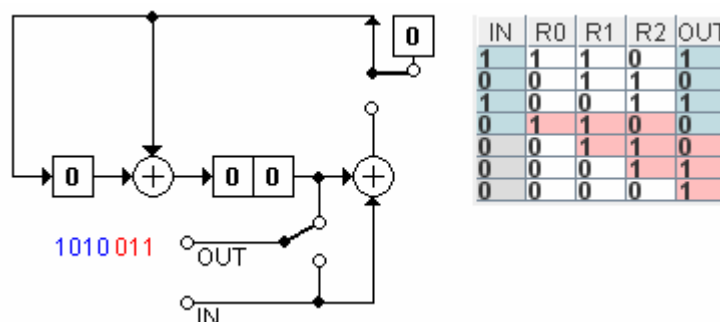 0
0
0 0
1010 011
OUT
IN
IN R0 R1 R2 OUT
1 1 1 0 1
0 0 1 1 0
1 0 0 1 1
0 1 1 0 0
0 0 1 1 0
0 0 0 1 1
0 0 0 0 1